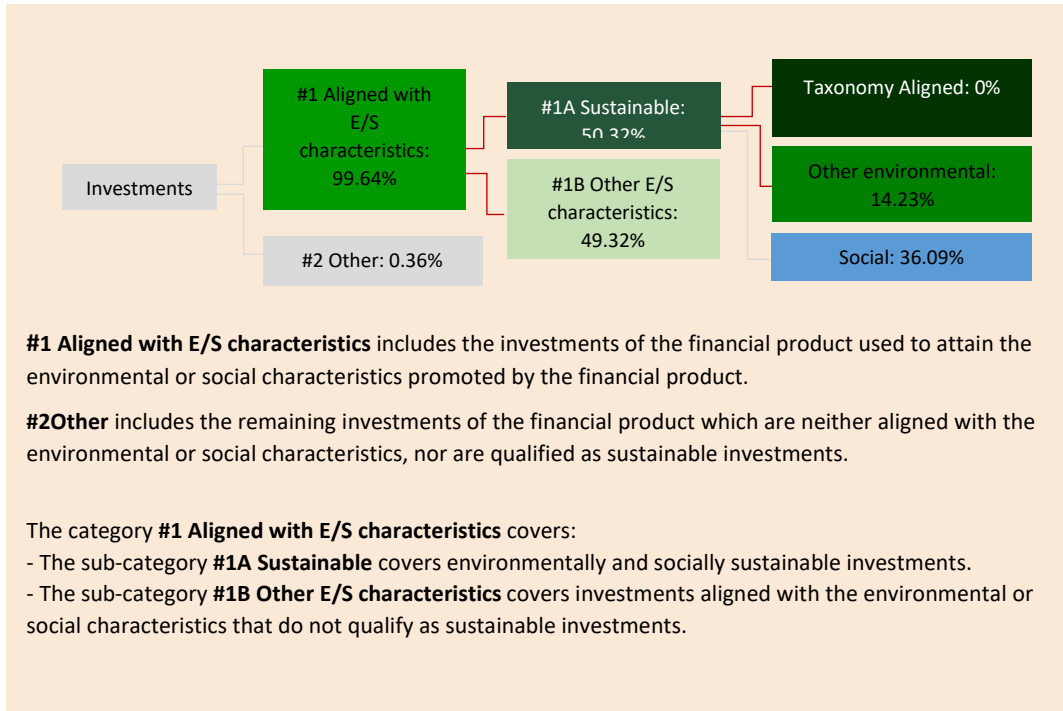 Investments
#1 Aligned with
E/S
characteristics:
99.64%
#2 Other: 0.36%
#1A Sustainable:
50.32%
#1B Other E/S
characteristics:
49.32%
Taxonomy Aligned: 0%
Other environmental:
14.23%
Social: 36.09%
#1 Aligned with E/S characteristics includes the investments of the financial product used to attain the
environmental or social characteristics promoted by the financial product.
#2Other includes the remaining investments of the financial product which are neither aligned with the
environmental or social characteristics, nor are qualified as sustainable investments.
The category #1 Aligned with E/S characteristics covers:
- The sub-category #1A Sustainable covers environmentally and socially sustainable investments.
- The sub-category #1B Other E/S characteristics covers investments aligned with the environmental or
social characteristics that do not qualify as sustainable investments.